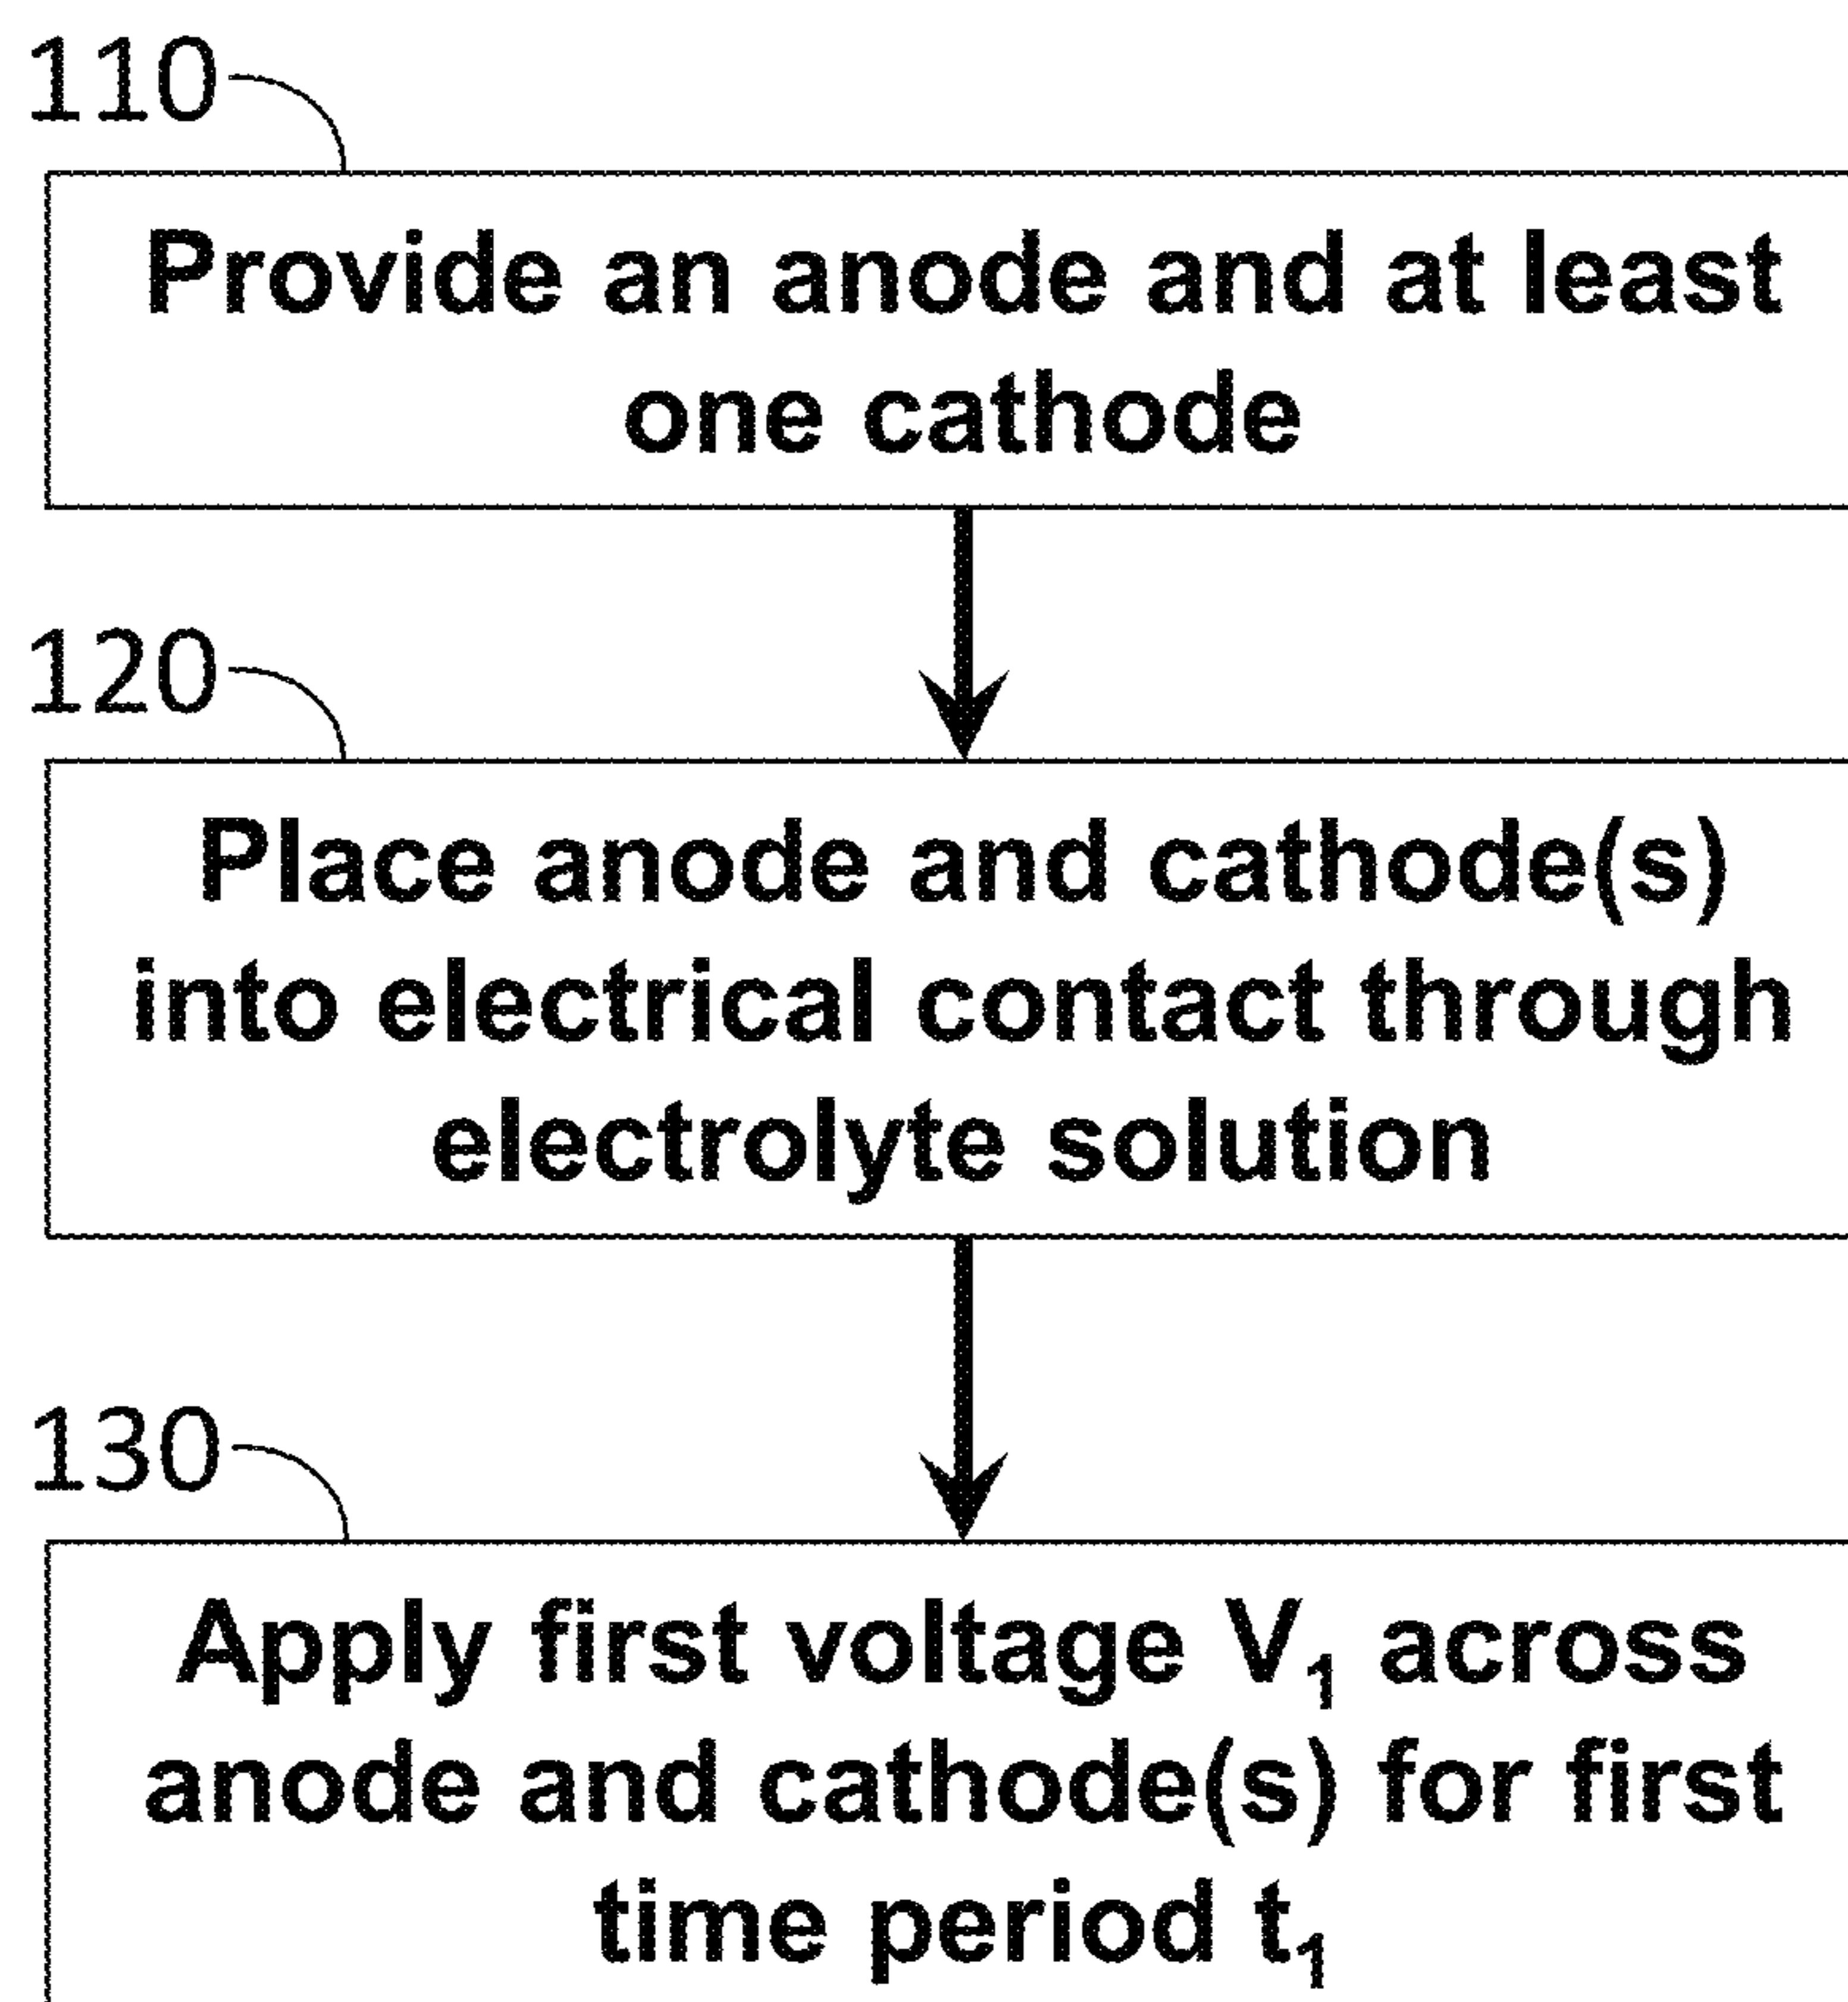 110
Provide an anode and at least
one cathode
120
Place anode and cathode(s)
into electrical contact through
electrolyte solution
130
Apply first voltage V₁ across
anode and cathode(s) for first
time period t₁